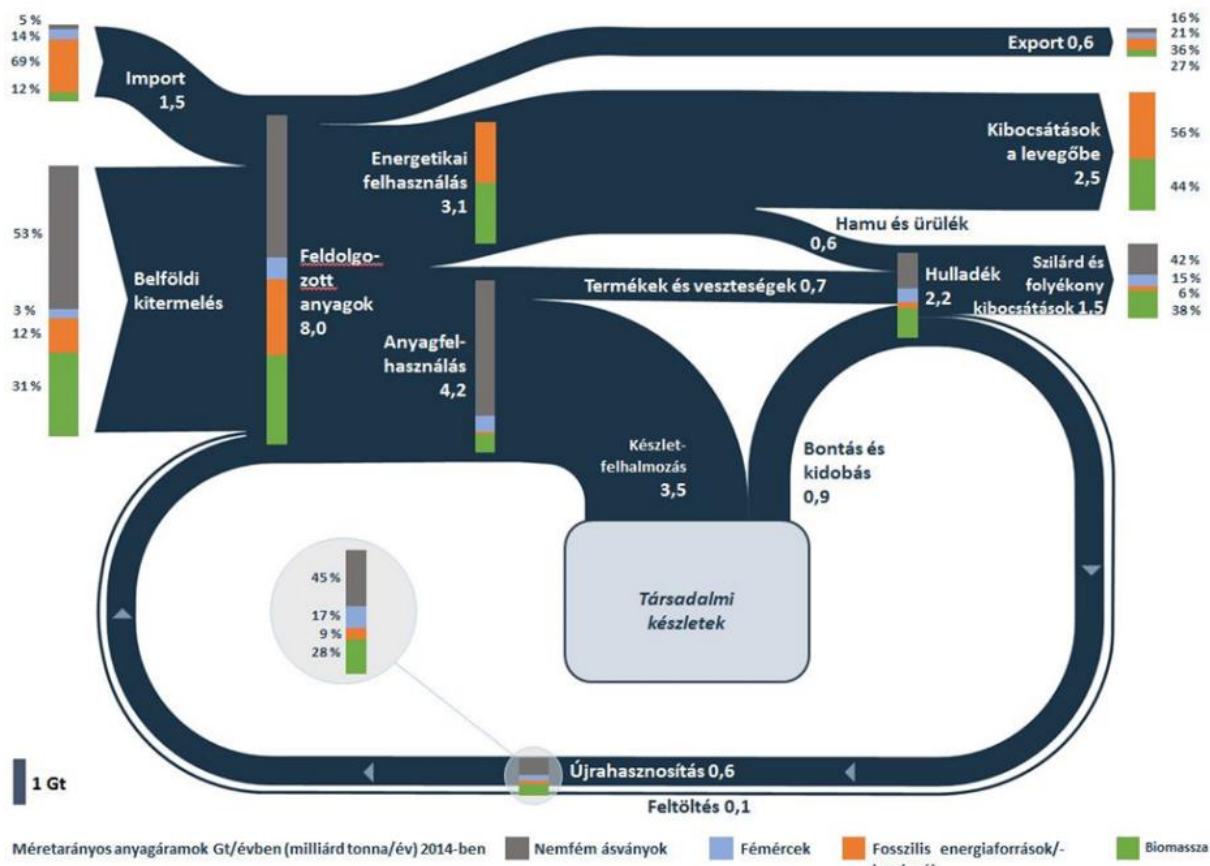 5 %
14 %
69 %
12 %
Import
1,5
53 %
3 %
12 %
31 %
Belföldi
kitermelés
Feldolgo-
zott
anyagok
8,0
Energetikai
felhasználás
3,1
Anyagfel-
használás
4,2
Export 0,6
16 %
21 %
36 %
27 %
Kibocsátások
a levegőbe
2,5
56 %
44 %
Hamu és ürülék
0,6
Termékek és veszteségek 0,7
Hulladék
2,2
Szilárd és
folyékony
kibocsátások 1,5
42 %
15 %
6 %
38 %
Készlet-
felhalmozás
3,5
Bontás és
kidobás
0,9
Társadalmi
készletek
45 %
17 %
9 %
28 %
Újrahasznosítás 0,6
Feltöltés 0,1
1 Gt
Méretarányos anyagáramok Gt/évben (milliárd tonna/év) 2014-ben
Nemfém ásványok
Fémércek
Fosszilis energiaforrások/-
Biomassza